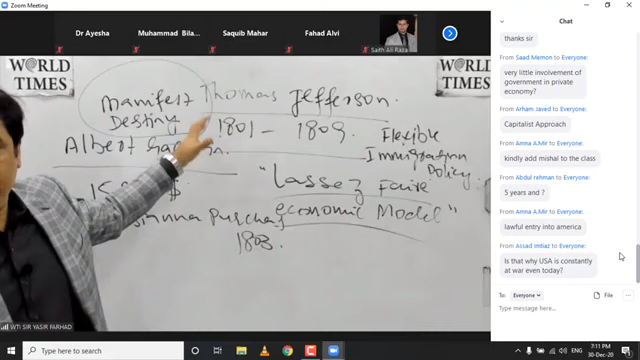 Zoom Meeting
Dr Ayesha
Muhammad Bila...
Saquib Mahar
Fahad Alvi
Saith Ali Raza
WORLD
TIMES
WORLD
TIMES
Manifest
Destiny
Thomas Jefferson.
1801 - 1809.
Albert
Flexible
Immigration
Policy.
"Lassez Faire
economic Model"
1803.
WTI SIR YASIR FARHAD
Chat
thanks sir
From Saad Memon to Everyone:
very little involvement of
government in private
economy?
From Arham Javed to Everyone:
Capitalist Approach
From Amna A.Mir to Everyone:
kindly add mishal to the class
From Abdul rehman to Everyone:
5 years and ?
From Amna A.Mir to Everyone:
lawful entry into america
From Assad Imtiaz to Everyone:
Is that why USA is constantly
at war even today?
To:
Everyone
File
Type message here...
Type here to search
ENG
7:11 PM
30-Dec-20